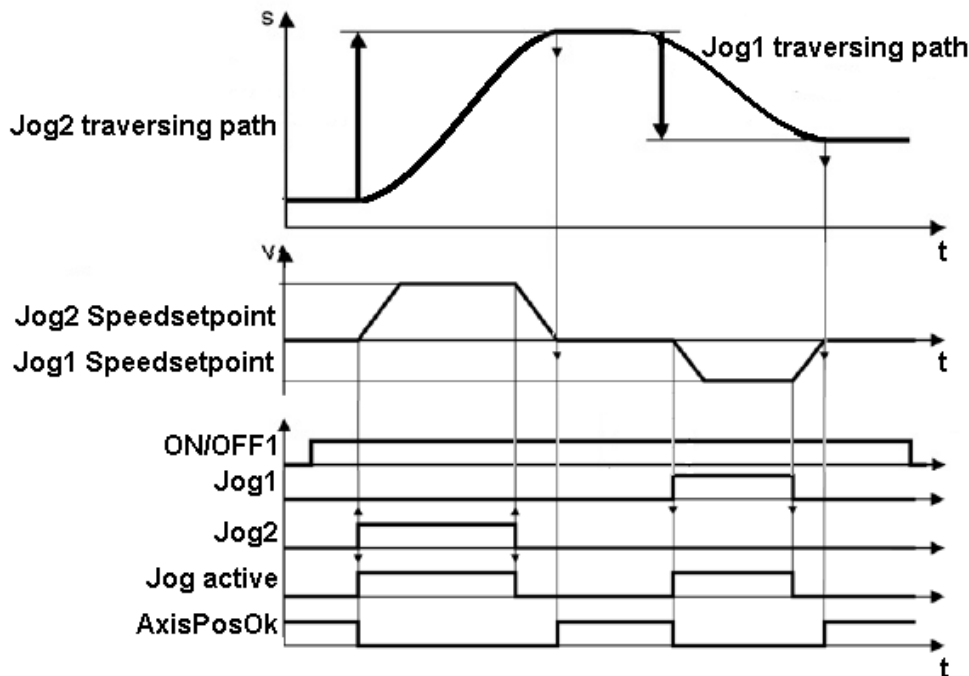 s
Jog1 traversing path
Jog2 traversing path
t
v
Jog2 Speedsetpoint
Jog1 Speedsetpoint
t
ON/OFF1
Jog1
Jog2
Jog active
AxisPosOk
t